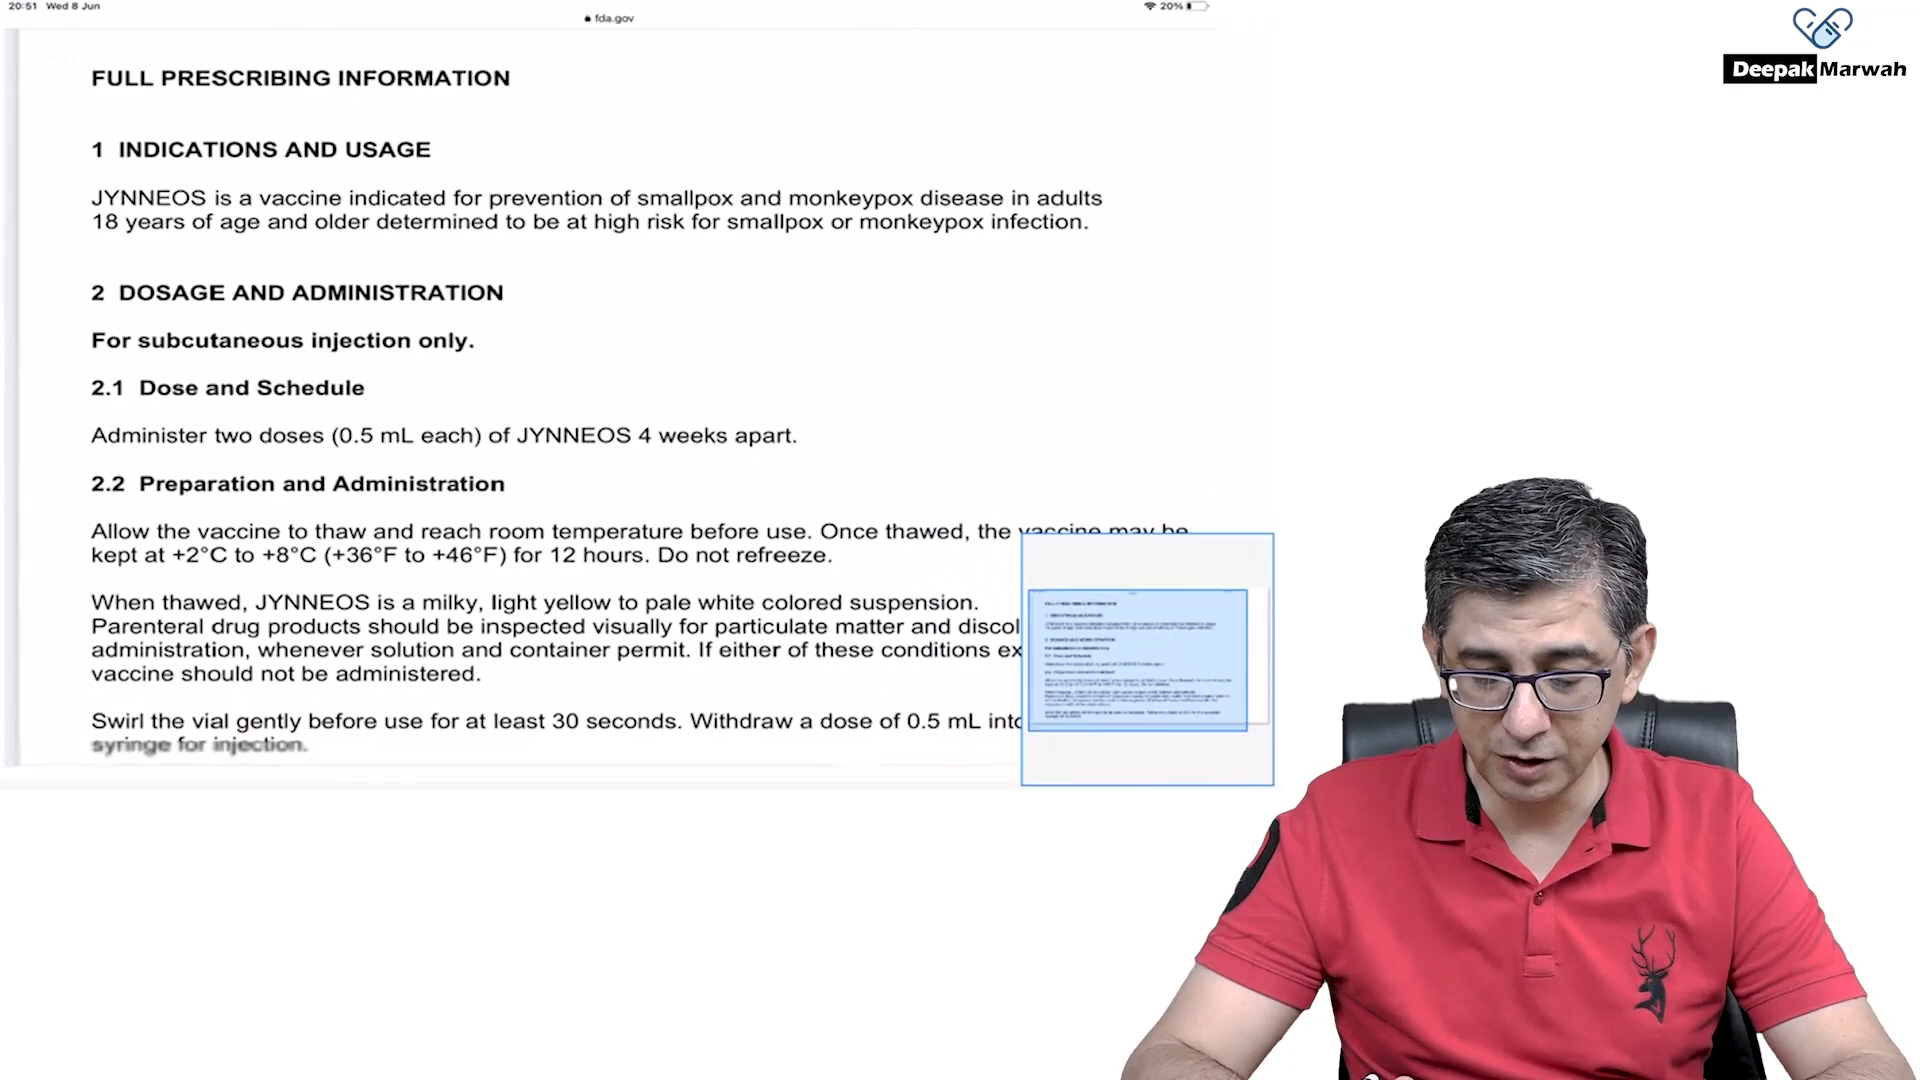 20:51 Wed 8 Jun
fda.gov
20%
Deepak Marwah
FULL PRESCRIBING INFORMATION
1 INDICATIONS AND USAGE
JYNNEOS is a vaccine indicated for prevention of smallpox and monkeypox disease in adults
18 years of age and older determined to be at high risk for smallpox or monkeypox infection.
2 DOSAGE AND ADMINISTRATION
For subcutaneous injection only.
2.1 Dose and Schedule
Administer two doses (0.5 mL each) of JYNNEOS 4 weeks apart.
2.2 Preparation and Administration
Allow the vaccine to thaw and reach room temperature before use. Once thawed, the vaccine may be
kept at +2°C to +8°C (+36°F to +46°F) for 12 hours. Do not refreeze.
When thawed, JYNNEOS is a milky, light yellow to pale white colored suspension.
Parenteral drug products should be inspected visually for particulate matter and discol
administration, whenever solution and container permit. If either of these conditions ex
vaccine should not be administered.
Swirl the vial gently before use for at least 30 seconds. Withdraw a dose of 0.5 mL into
syringe for injection.